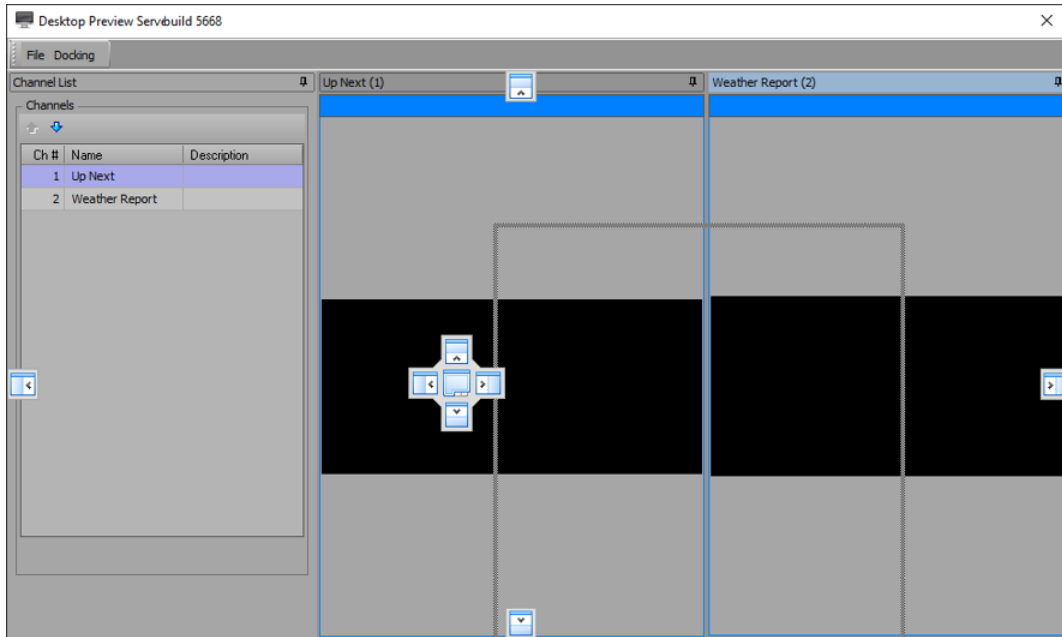 Desktop Preview Servebuild 5668
File Docking
Channel List
Up Next (1)
Weather Report (2)
Channels
Ch # Name Description
1 Up Next
2 Weather Report